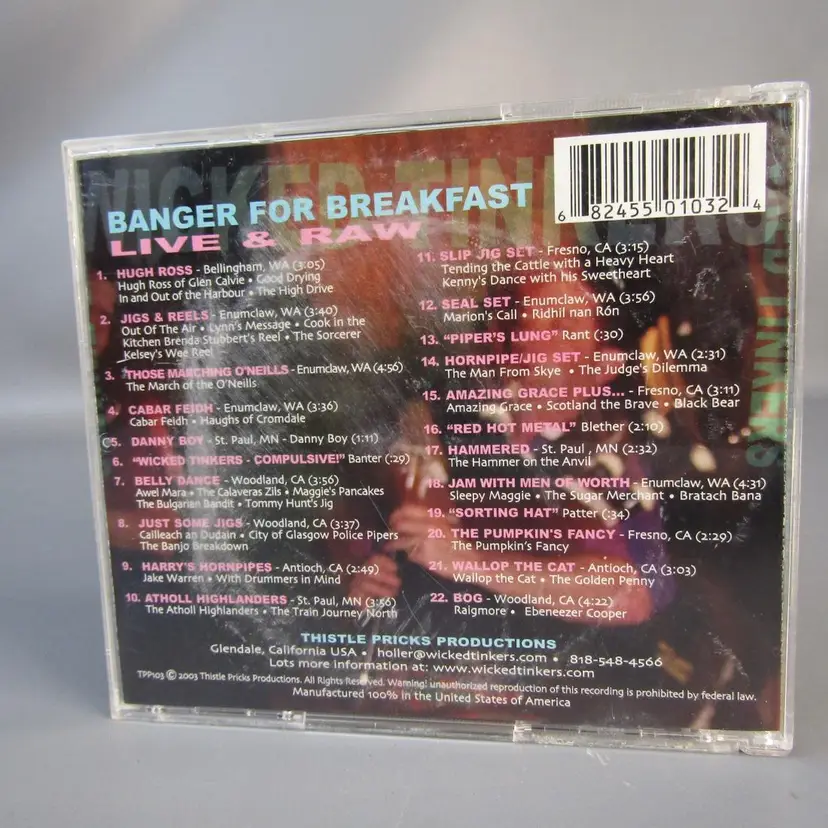 WICKED TINKERS
WICKED TINKERS
BANGER FOR BREAKFAST
LIVE & RAW
6 82455 01032 4
1. HUGH ROSS - Bellingham, WA (3:05)
Hugh Ross of Glen Calvie • Good Drying
In and Out of the Harbour • The High Drive
2. JIGS & REELS - Enumclaw, WA (3:40)
Out Of The Air • Lynn's Message • Cook in the
Kitchen Brenda Stubbert's Reel • The Sorcerer
Kelsey's Wee Reel
3. THOSE MARCHING O'NEILLS - Enumclaw, WA (4:56)
The March of the O'Neills
4. CABAR FEIDH - Enumclaw, WA (3:36)
Cabar Feidh • Haughs of Cromdale
5. DANNY BOY - St. Paul, MN - Danny Boy (1:11)
6. "WICKED TINKERS - COMPULSIVE!" Banter (:29)
7. BELLY DANCE - Woodland, CA (3:56)
Awel Mara • The Calaveras Zils • Maggie's Pancakes
The Bulgarian Bandit • Tommy Hunt's Jig
8. JUST SOME JIGS - Woodland, CA (3:37)
Cailleach an Dudain • City of Glasgow Police Pipers
The Banjo Breakdown
9. HARRY'S HORNPIPES - Antioch, CA (2:49)
Jake Warren • With Drummers in Mind
10. ATHOLL HIGHLANDERS - St. Paul, MN (3:56)
The Atholl Highlanders • The Train Journey North
11. SLIP JIG SET - Fresno, CA (3:15)
Tending the Cattle with a Heavy Heart
Kenny's Dance with his Sweetheart
12. SEAL SET - Enumclaw, WA (3:56)
Marion's Call • Ridhil nan Rón
13. "PIPER'S LUNG" Rant (:30)
14. HORNPIPE/JIG SET - Enumclaw, WA (2:31)
The Man From Skye • The Judge's Dilemma
15. AMAZING GRACE PLUS... - Fresno, CA (3:11)
Amazing Grace • Scotland the Brave • Black Bear
16. "RED HOT METAL" Blether (2:10)
17. HAMMERED - St. Paul , MN (2:32)
The Hammer on the Anvil
18. JAM WITH MEN OF WORTH - Enumclaw, WA (4:31)
Sleepy Maggie • The Sugar Merchant • Bratach Bana
19. "SORTING HAT" Patter (:34)
20. THE PUMPKIN'S FANCY - Fresno, CA (2:29)
The Pumpkin's Fancy
21. WALLOP THE CAT - Antioch, CA (3:03)
Wallop the Cat • The Golden Penny
22. BOG - Woodland, CA (4:22)
Raigmore • Ebeneezer Cooper
THISTLE PRICKS PRODUCTIONS
Glendale, California USA • holler@wickedtinkers.com • 818-548-4566
Lots more information at: www.wickedtinkers.com
TPP103 © 2003 Thistle Pricks Productions. All Rights Reserved. Warning! unauthorized reproduction of this recording is prohibited by federal law.
Manufactured 100% in the United States of America